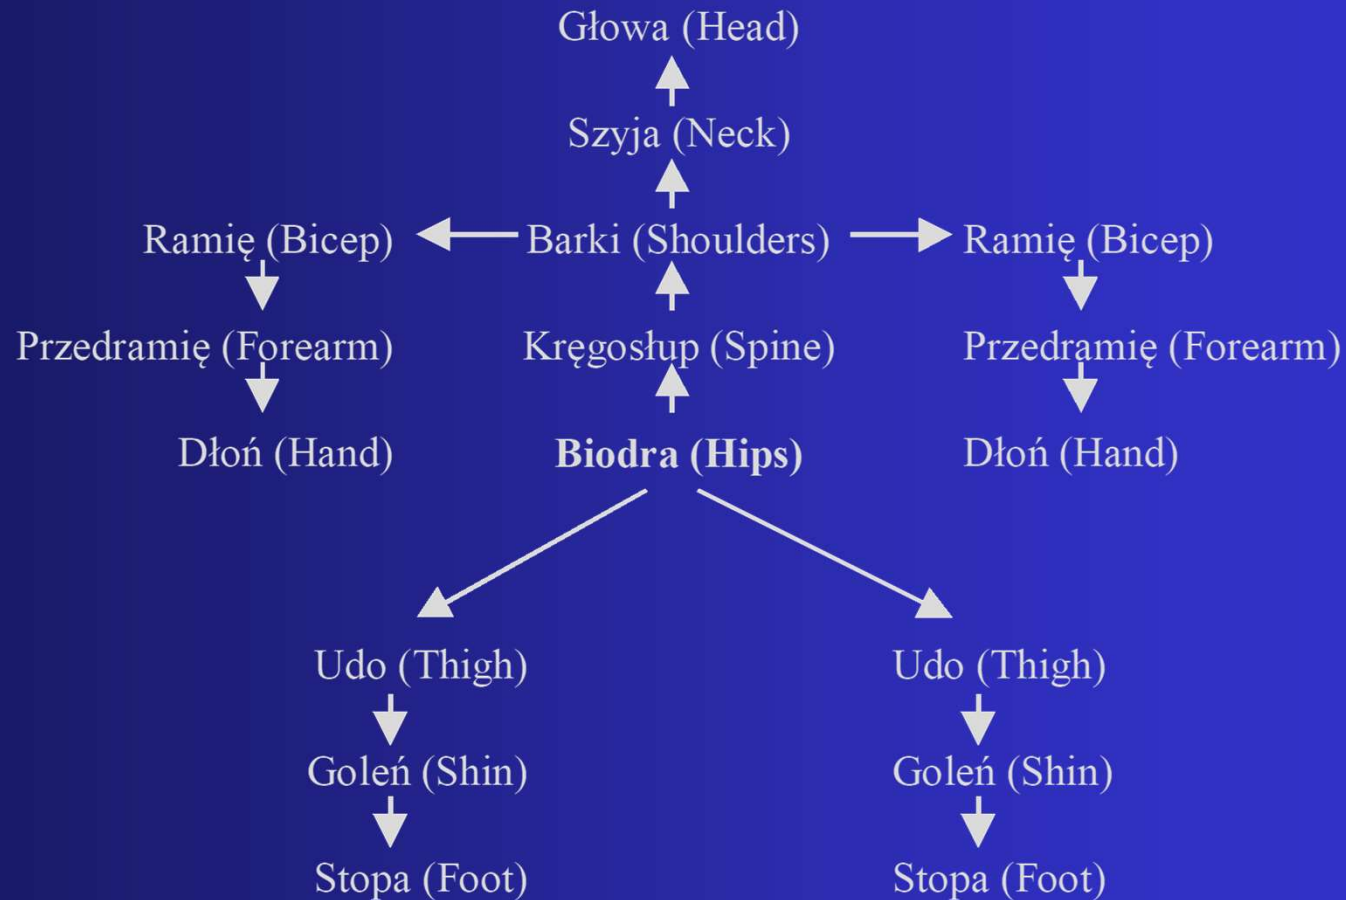 Głowa (Head)
Szyja (Neck)
Ramię (Bicep) Barki (Shoulders) Ramię (Bicep)
Przedramię (Forearm) Kręgosłup (Spine) Przedramię (Forearm)
Dłoń (Hand) Biodra (Hips) Dłoń (Hand)
Udo (Thigh) Udo (Thigh)
Goleń (Shin) Goleń (Shin)
Stopa (Foot) Stopa (Foot)